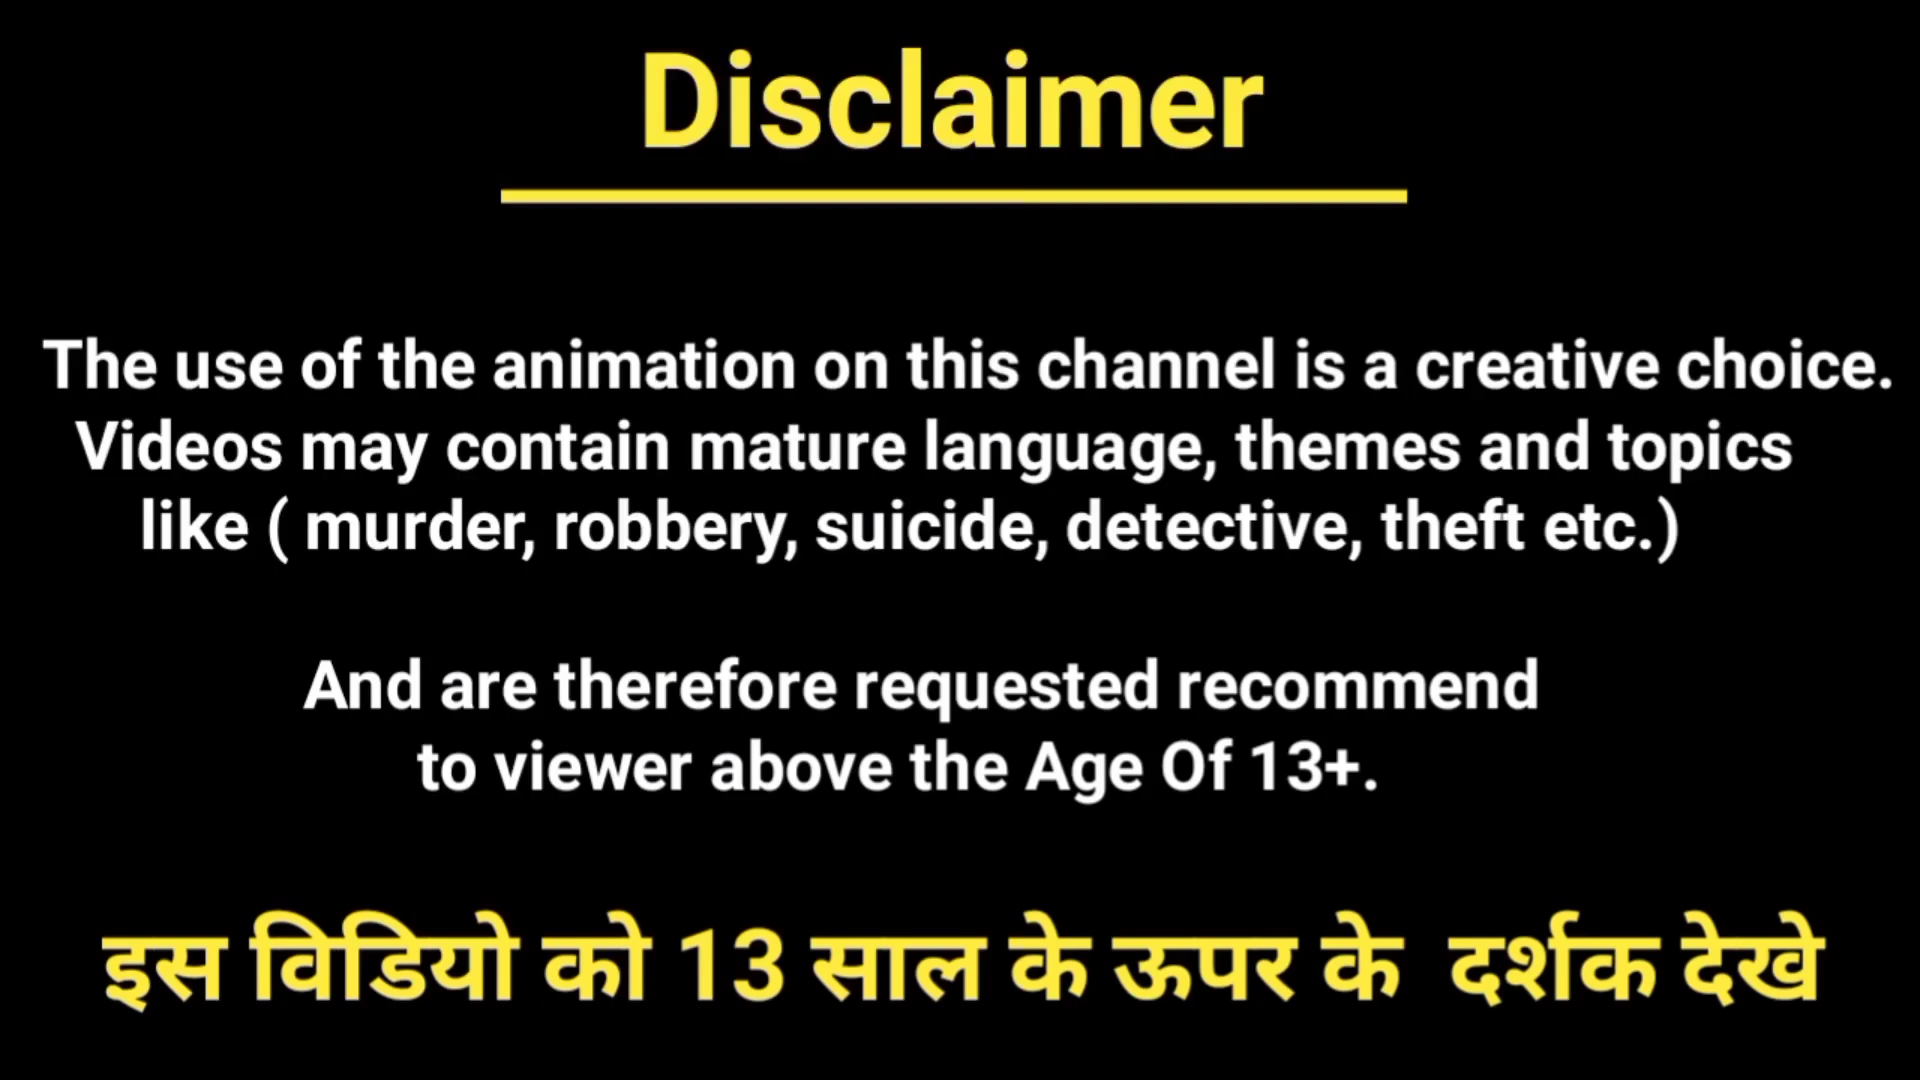 Disclaimer
The use of the animation on this channel is a creative choice.
Videos may contain mature language, themes and topics
like ( murder, robbery, suicide, detective, theft etc.)
And are therefore requested recommend
to viewer above the Age Of 13+.
इस विडियो को 13 साल के ऊपर के दर्शक देखे